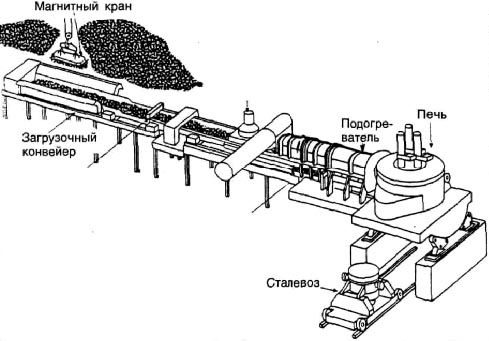 Магнитный кран
Загрузочный
конвейер
Подогре-
ватель
Печь
Сталевоз